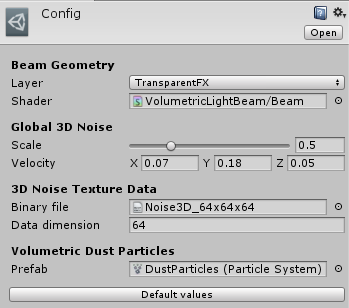 Config
Open
Beam Geometry
Layer TransparentFX
Shader VolumetricLightBeam/Beam
Global 3D Noise
Scale 0.5
Velocity X 0.07 Y 0.18 Z 0.05
3D Noise Texture Data
Binary file Noise3D_64x64x64
Data dimension 64
Volumetric Dust Particles
Prefab DustParticles (Particle System)
Default values